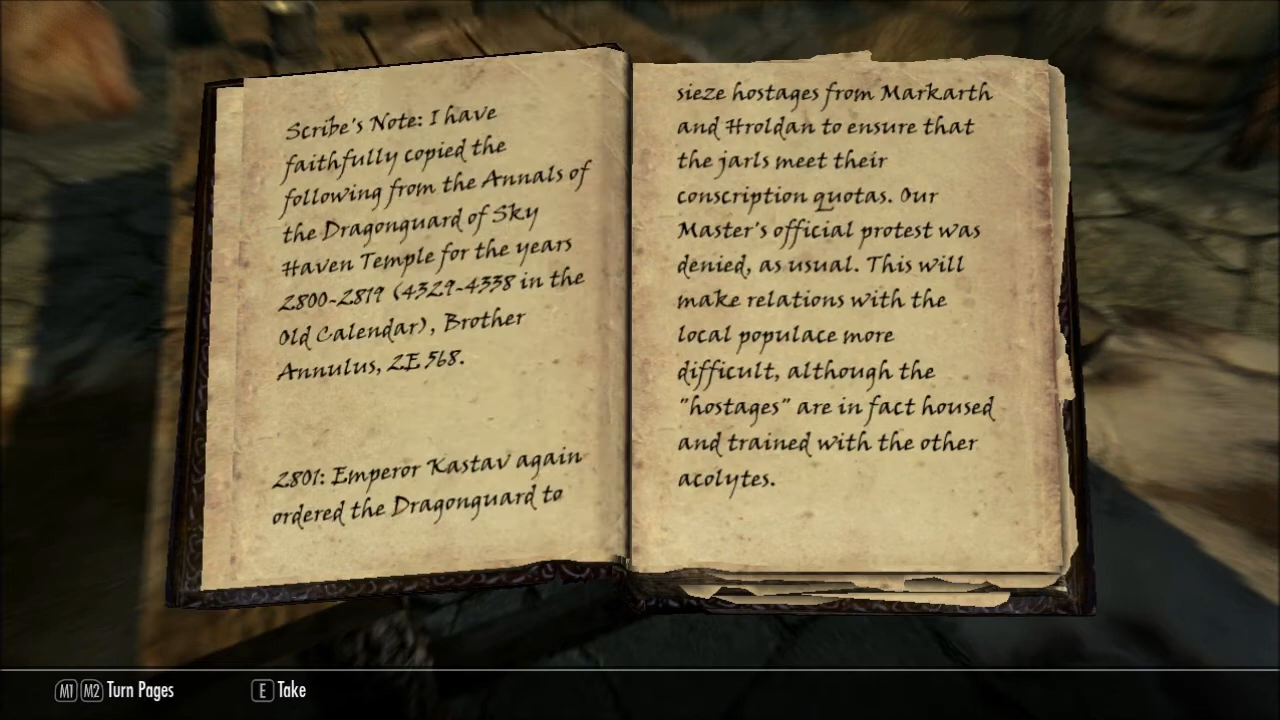 Scribe's Note: I have
faithfully copied the
following from the Annals of
the Dragonguard of Sky
Haven Temple for the years
2800-2819 (4329-4338 in the
Old Calendar), Brother
Annulus, 2E 568.
2801: Emperor Kastav again
ordered the Dragonguard to
sieze hostages from Markarth
and Hroldan to ensure that
the jarls meet their
conscription quotas. Our
Master's official protest was
denied, as usual. This will
make relations with the
local populace more
difficult, although the
"hostages" are in fact housed
and trained with the other
acolytes.
M1 M2 Turn Pages
E Take